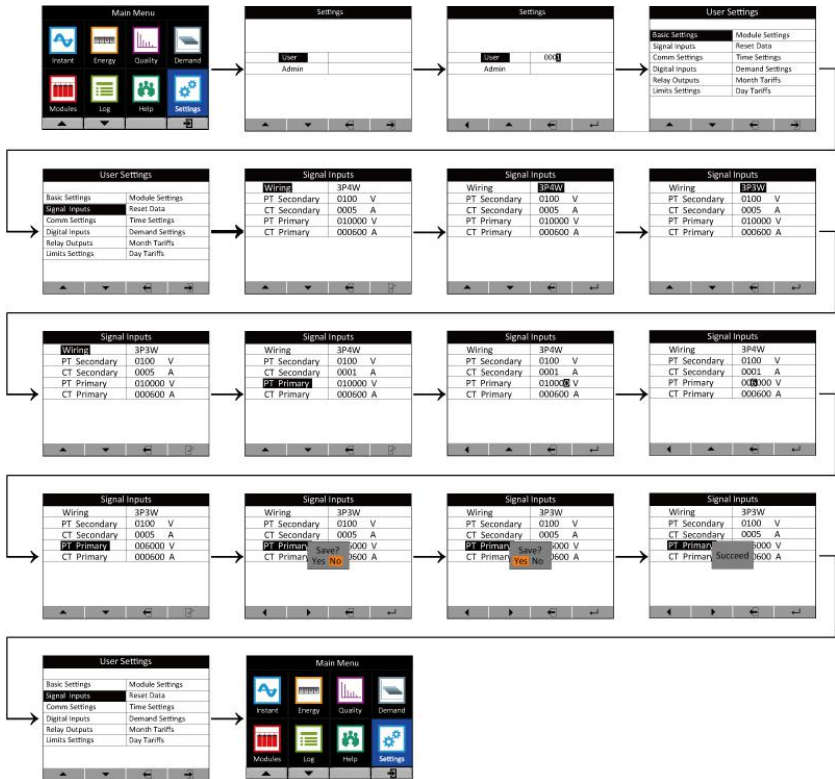 Main Menu
Instant Energy Quality Demand
Modules Log Help Settings
Settings
User
Admin
Settings
User 0001
Admin
User Settings
Basic Settings Module Settings
Signal Inputs Reset Data
Comm Settings Time Settings
Digital Inputs Demand Settings
Relay Outputs Month Tariffs
Limits Settings Day Tariffs
User Settings
Basic Settings Module Settings
Signal Inputs Reset Data
Comm Settings Time Settings
Digital Inputs Demand Settings
Relay Outputs Month Tariffs
Limits Settings Day Tariffs
Signal Inputs
Wiring 3P4W
PT Secondary 0100 V
CT Secondary 0005 A
PT Primary 010000 V
CT Primary 000600 A
Signal Inputs
Wiring 3P4W
PT Secondary 0100 V
CT Secondary 0005 A
PT Primary 010000 V
CT Primary 000600 A
Signal Inputs
Wiring 3P3W
PT Secondary 0100 V
CT Secondary 0005 A
PT Primary 010000 V
CT Primary 000600 A
Signal Inputs
Wiring 3P3W
PT Secondary 0100 V
CT Secondary 0005 A
PT Primary 010000 V
CT Primary 000600 A
Signal Inputs
Wiring 3P4W
PT Secondary 0100 V
CT Secondary 0001 A
PT Primary 010000 V
CT Primary 000600 A
Signal Inputs
Wiring 3P4W
PT Secondary 0100 V
CT Secondary 0001 A
PT Primary 010000 V
CT Primary 000600 A
Signal Inputs
Wiring 3P4W
PT Secondary 0100 V
CT Secondary 0001 A
PT Primary 006000 V
CT Primary 000600 A
Signal Inputs
Wiring 3P3W
PT Secondary 0100 V
CT Secondary 0005 A
PT Primary 006000 V
CT Primary 000600 A
Signal Inputs
Wiring 3P3W
PT Secondary 0100 V
CT Secondary 0005 A
PT Primary 6000 V
CT Primary 0600 A
Save?
Yes No
Signal Inputs
Wiring 3P3W
PT Secondary 0100 V
CT Secondary 0005 A
PT Primary 6000 V
CT Primary 0600 A
Save?
Yes No
Signal Inputs
Wiring 3P3W
PT Secondary 0100 V
CT Secondary 0005 A
PT Primary 000 V
CT Primary 0600 A
Succeed
User Settings
Basic Settings Module Settings
Signal Inputs Reset Data
Comm Settings Time Settings
Digital Inputs Demand Settings
Relay Outputs Month Tariffs
Limits Settings Day Tariffs
Main Menu
Instant Energy Quality Demand
Modules Log Help Settings